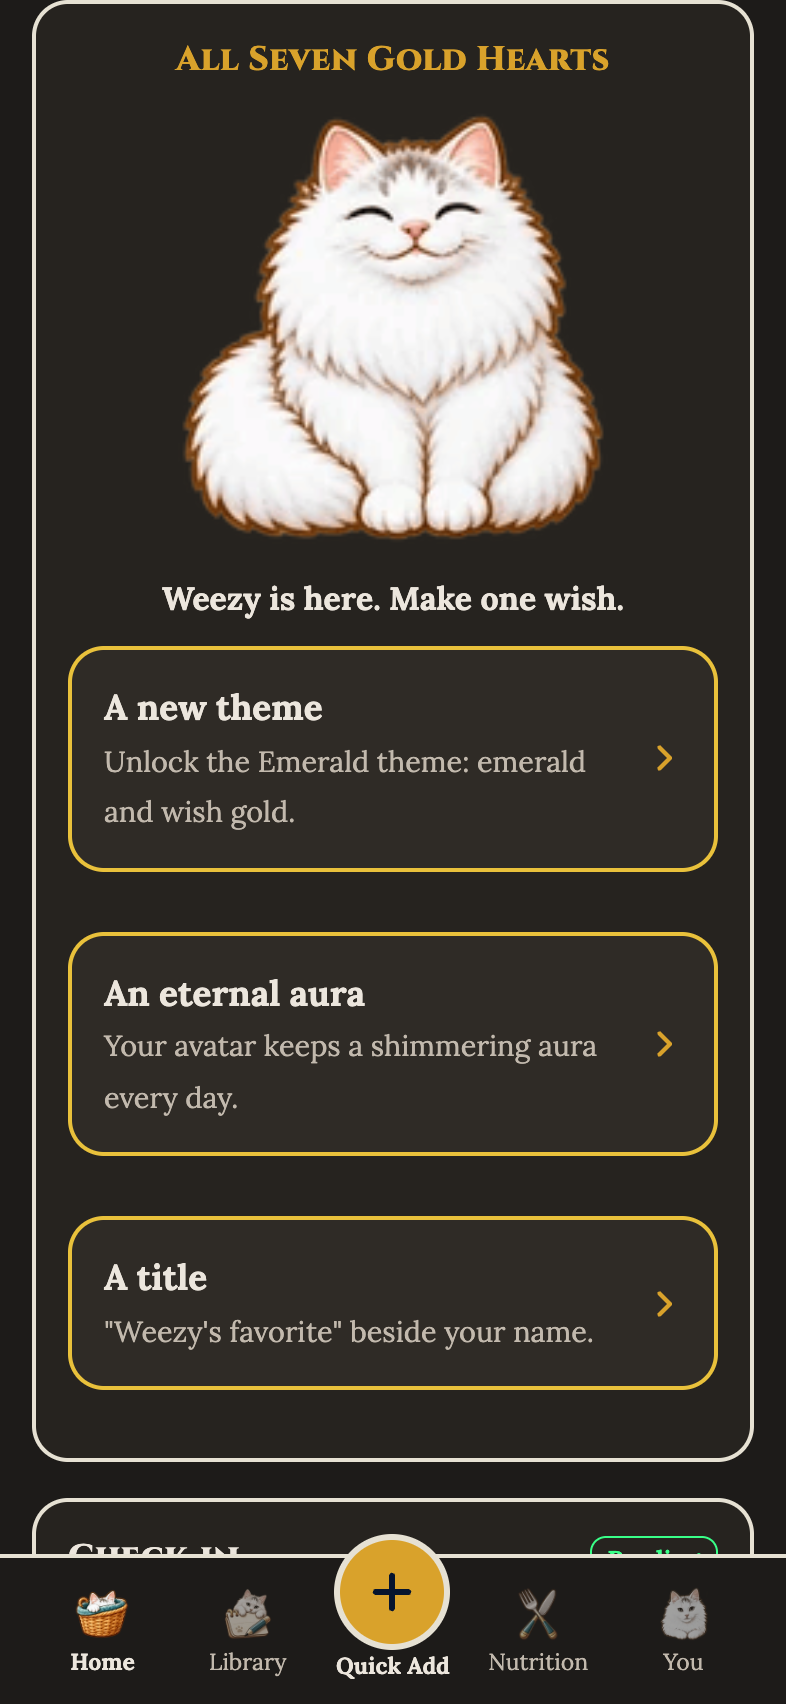 All Seven Gold Hearts
Weezy is here. Make one wish.
A new theme
Unlock the Emerald theme: emerald
and wish gold.
An eternal aura
Your avatar keeps a shimmering aura
every day.
A title
"Weezy's favorite" beside your name.
Check-in
Home
Library
Quick Add
Nutrition
You